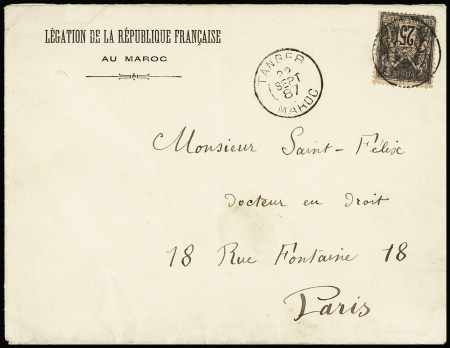 LÉGATION DE LA RÉPUBLIQUE FRANÇAISE
AU MAROC
TANGER
22
SEPT
87
MAROC
25
Monsieur Saint-Félix
docteur en droit
18 Rue Fontaine 18
Paris